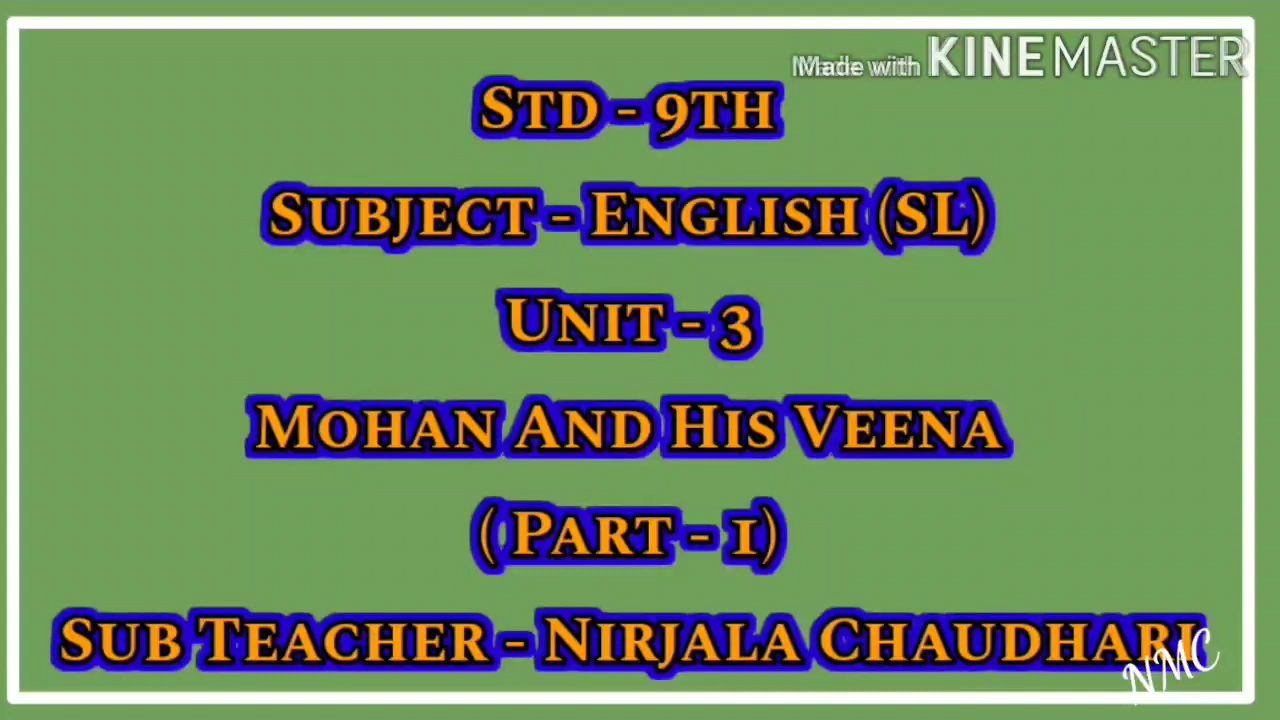 Made with KINEMASTER
STD - 9TH
SUBJECT - ENGLISH (SL)
UNIT - 3
MOHAN AND HIS VEENA
( PART - 1)
SUB TEACHER - NIRJALA CHAUDHARI
NMC